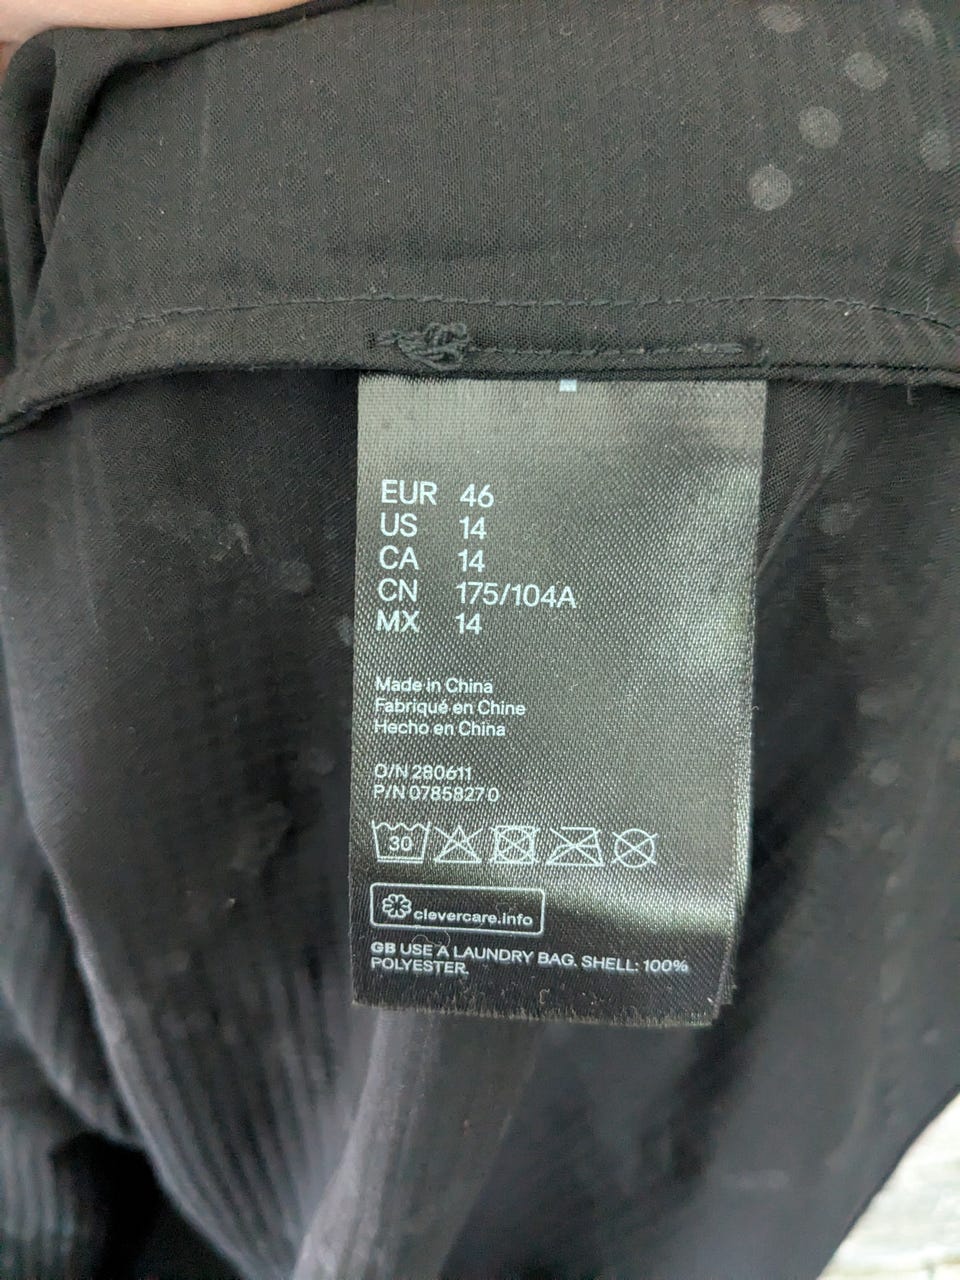 EUR 46
US 14
CA 14
CN 175/104A
MX 14
Made in China
Fabriqué en Chine
Hecho en China
O/N 280611
P/N 0785827 0
30
clevercare.info
GB USE A LAUNDRY BAG. SHELL: 100%
POLYESTER.